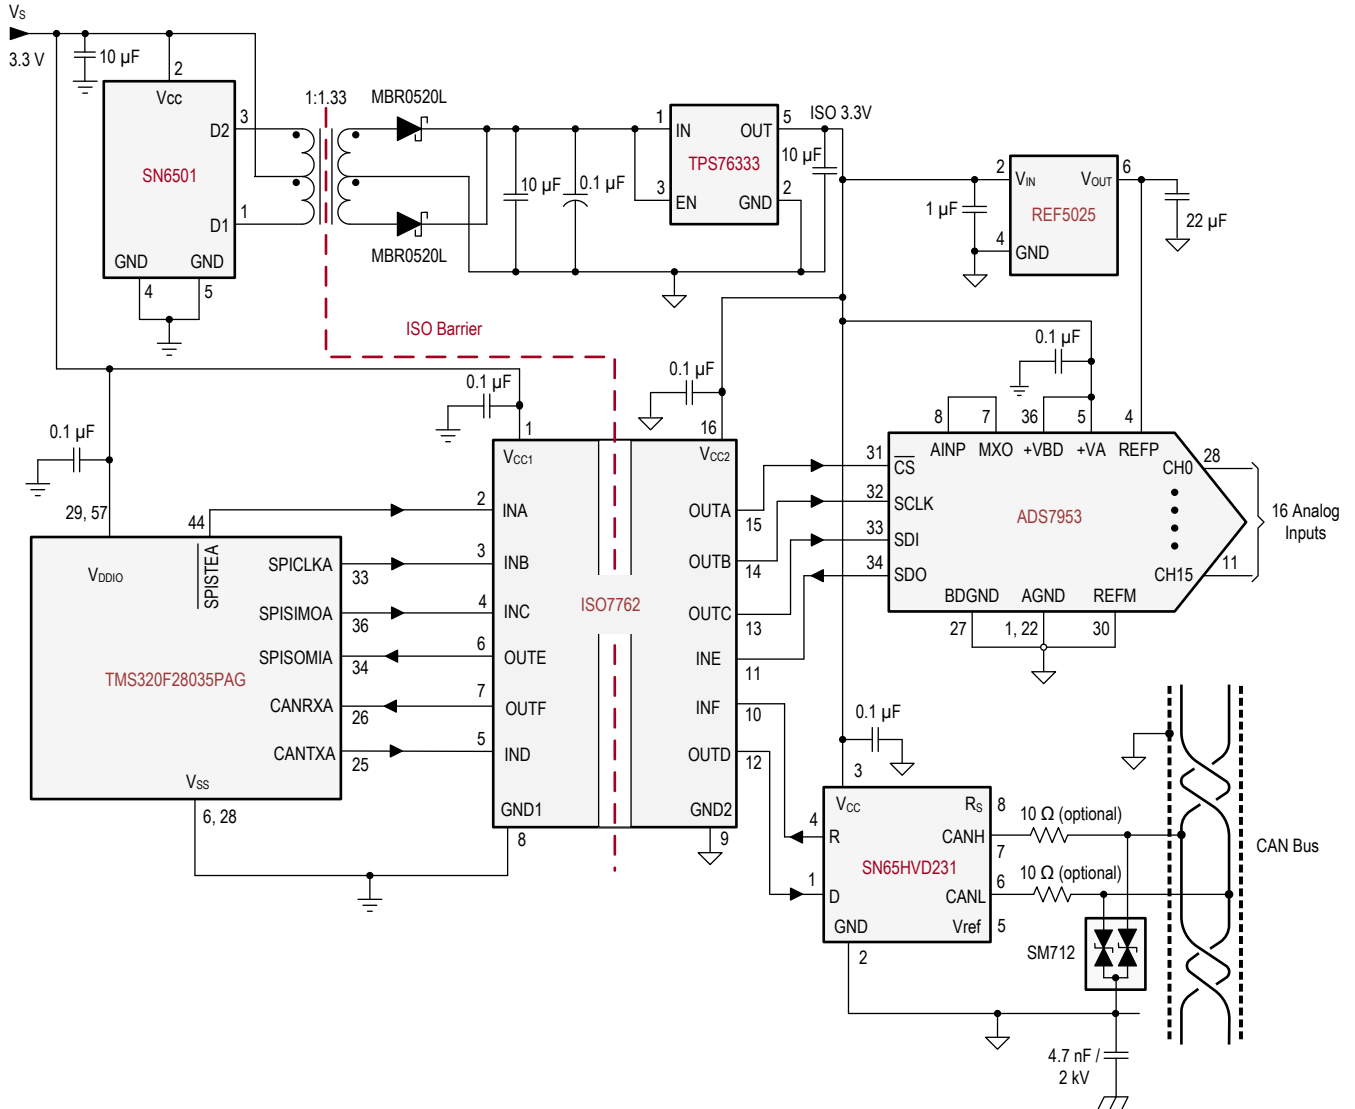 VS
3.3 V
10 µF
2
Vcc
D2
3
SN6501
1
D1
GND
GND
4
5
1:1.33
MBR0520L
MBR0520L
10 µF
0.1 µF
1
IN
OUT
5
TPS76333
3
EN
GND
2
ISO 3.3V
10 µF
2
VIN
VOUT
6
REF5025
1 µF
4
GND
22 µF
ISO Barrier
0.1 µF
0.1 µF
0.1 µF
0.1 µF
29, 57
44
VDDIO
SPISTEA
SPICLKA
33
SPISIMOA
36
SPISOMIA
34
TMS320F28035PAG
CANRXA
26
CANTXA
25
VSS
6, 28
1
VCC1
2
INA
3
INB
4
INC
6
OUTE
7
OUTF
5
IND
GND1
8
ISO7762
16
VCC2
OUTA
15
OUTB
14
OUTC
13
INE
11
INF
10
OUTD
12
GND2
9
8
7
36
5
4
AINP
MXO
+VBD
+VA
REFP
31
CS
32
SCLK
33
SDI
34
SDO
ADS7953
CH0
28
CH15
11
16 Analog
Inputs
BDGND
AGND
REFM
27
1, 22
30
0.1 µF
3
VCC
RS
8
4
R
CANH
7
SN65HVD231
1
D
CANL
6
GND
Vref
5
2
10 Ω (optional)
10 Ω (optional)
SM712
CAN Bus
4.7 nF /
2 kV